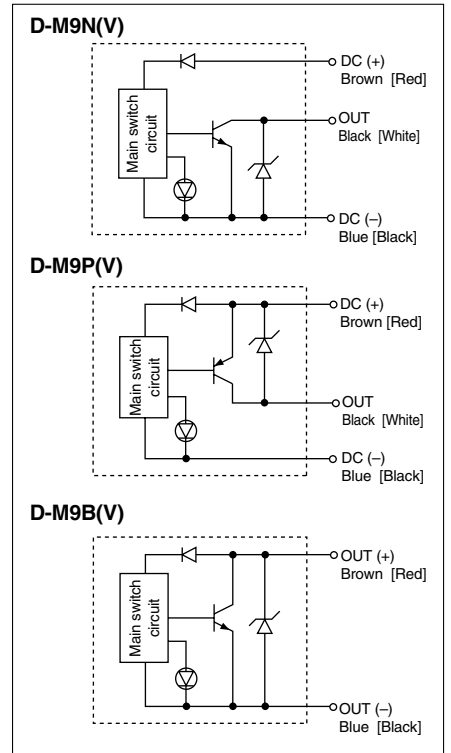 D-M9N(V)
DC (+)
Brown [Red]
Main switch
circuit
OUT
Black [White]
DC (–)
Blue [Black]
D-M9P(V)
DC (+)
Brown [Red]
Main switch
circuit
OUT
Black [White]
DC (–)
Blue [Black]
D-M9B(V)
OUT (+)
Brown [Red]
Main switch
circuit
OUT (–)
Blue [Black]